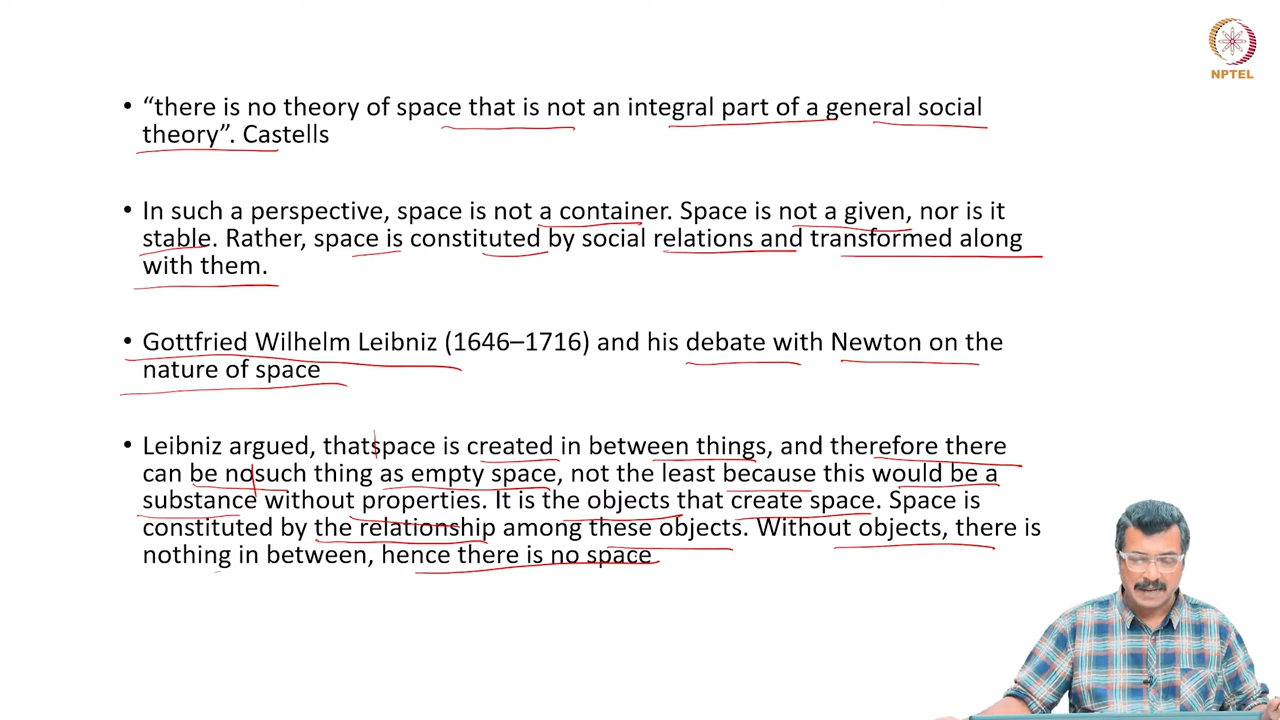 NPTEL
• “there is no theory of space that is not an integral part of a general social
theory”. Castells
• In such a perspective, space is not a container. Space is not a given, nor is it
stable. Rather, space is constituted by social relations and transformed along
with them.
• Gottfried Wilhelm Leibniz (1646–1716) and his debate with Newton on the
nature of space
• Leibniz argued, thatspace is created in between things, and therefore there
can be nosuch thing as empty space, not the least because this would be a
substance without properties. It is the objects that create space. Space is
constituted by the relationship among these objects. Without objects, there is
nothing in between, hence there is no space